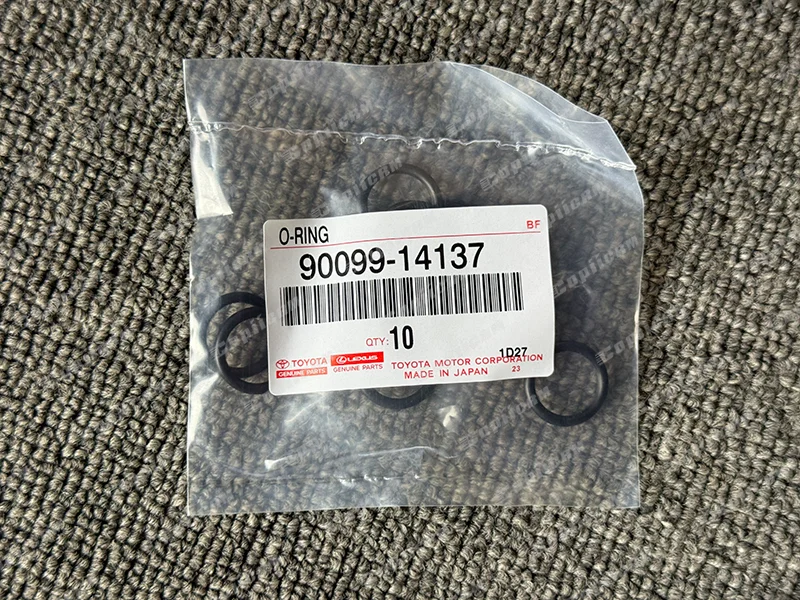 O-RING BF
90099-14137
QTY: 10
1D27
TOYOTA LEXUS TOYOTA MOTOR CORPORATION
GENUINE PARTS GENUINE PARTS MADE IN JAPAN 23